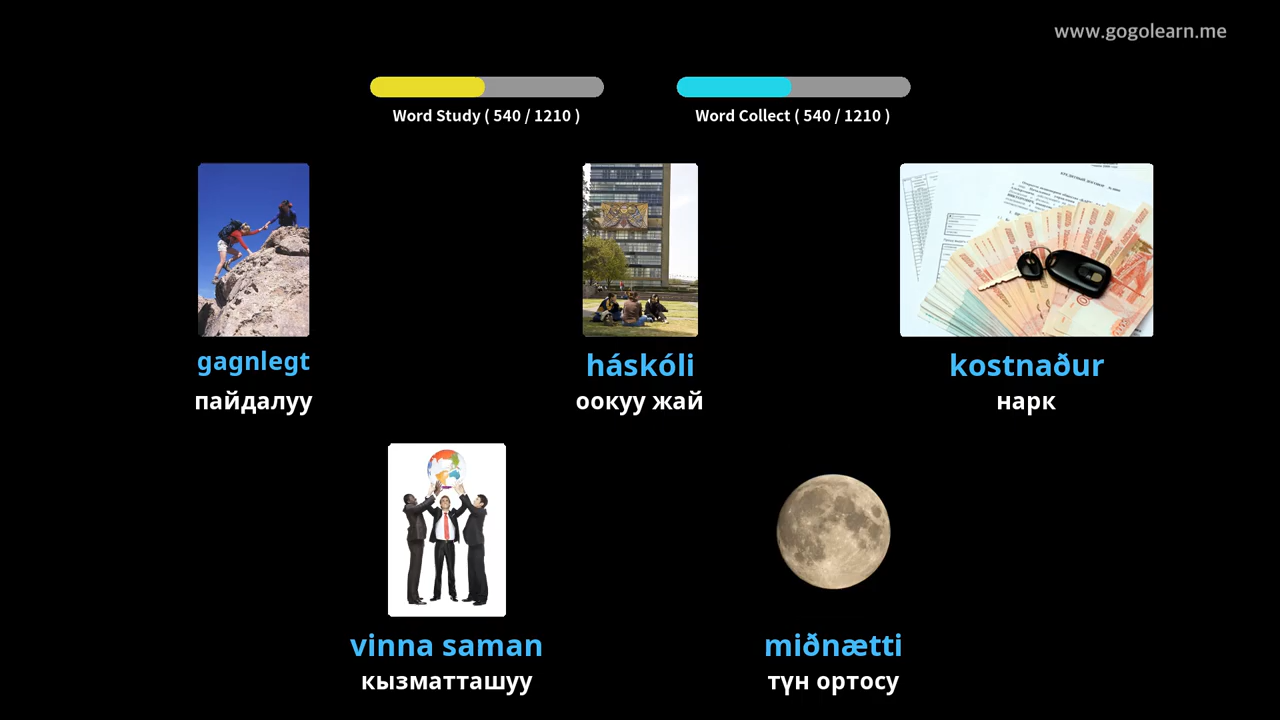 www.gogolearn.me
Word Study ( 540 / 1210 )
Word Collect ( 540 / 1210 )
gagnlegt
háskóli
kostnaður
пайдалуу
оокуу жай
нарк
vinna saman
miðnætti
кызматташуу
түн ортосу